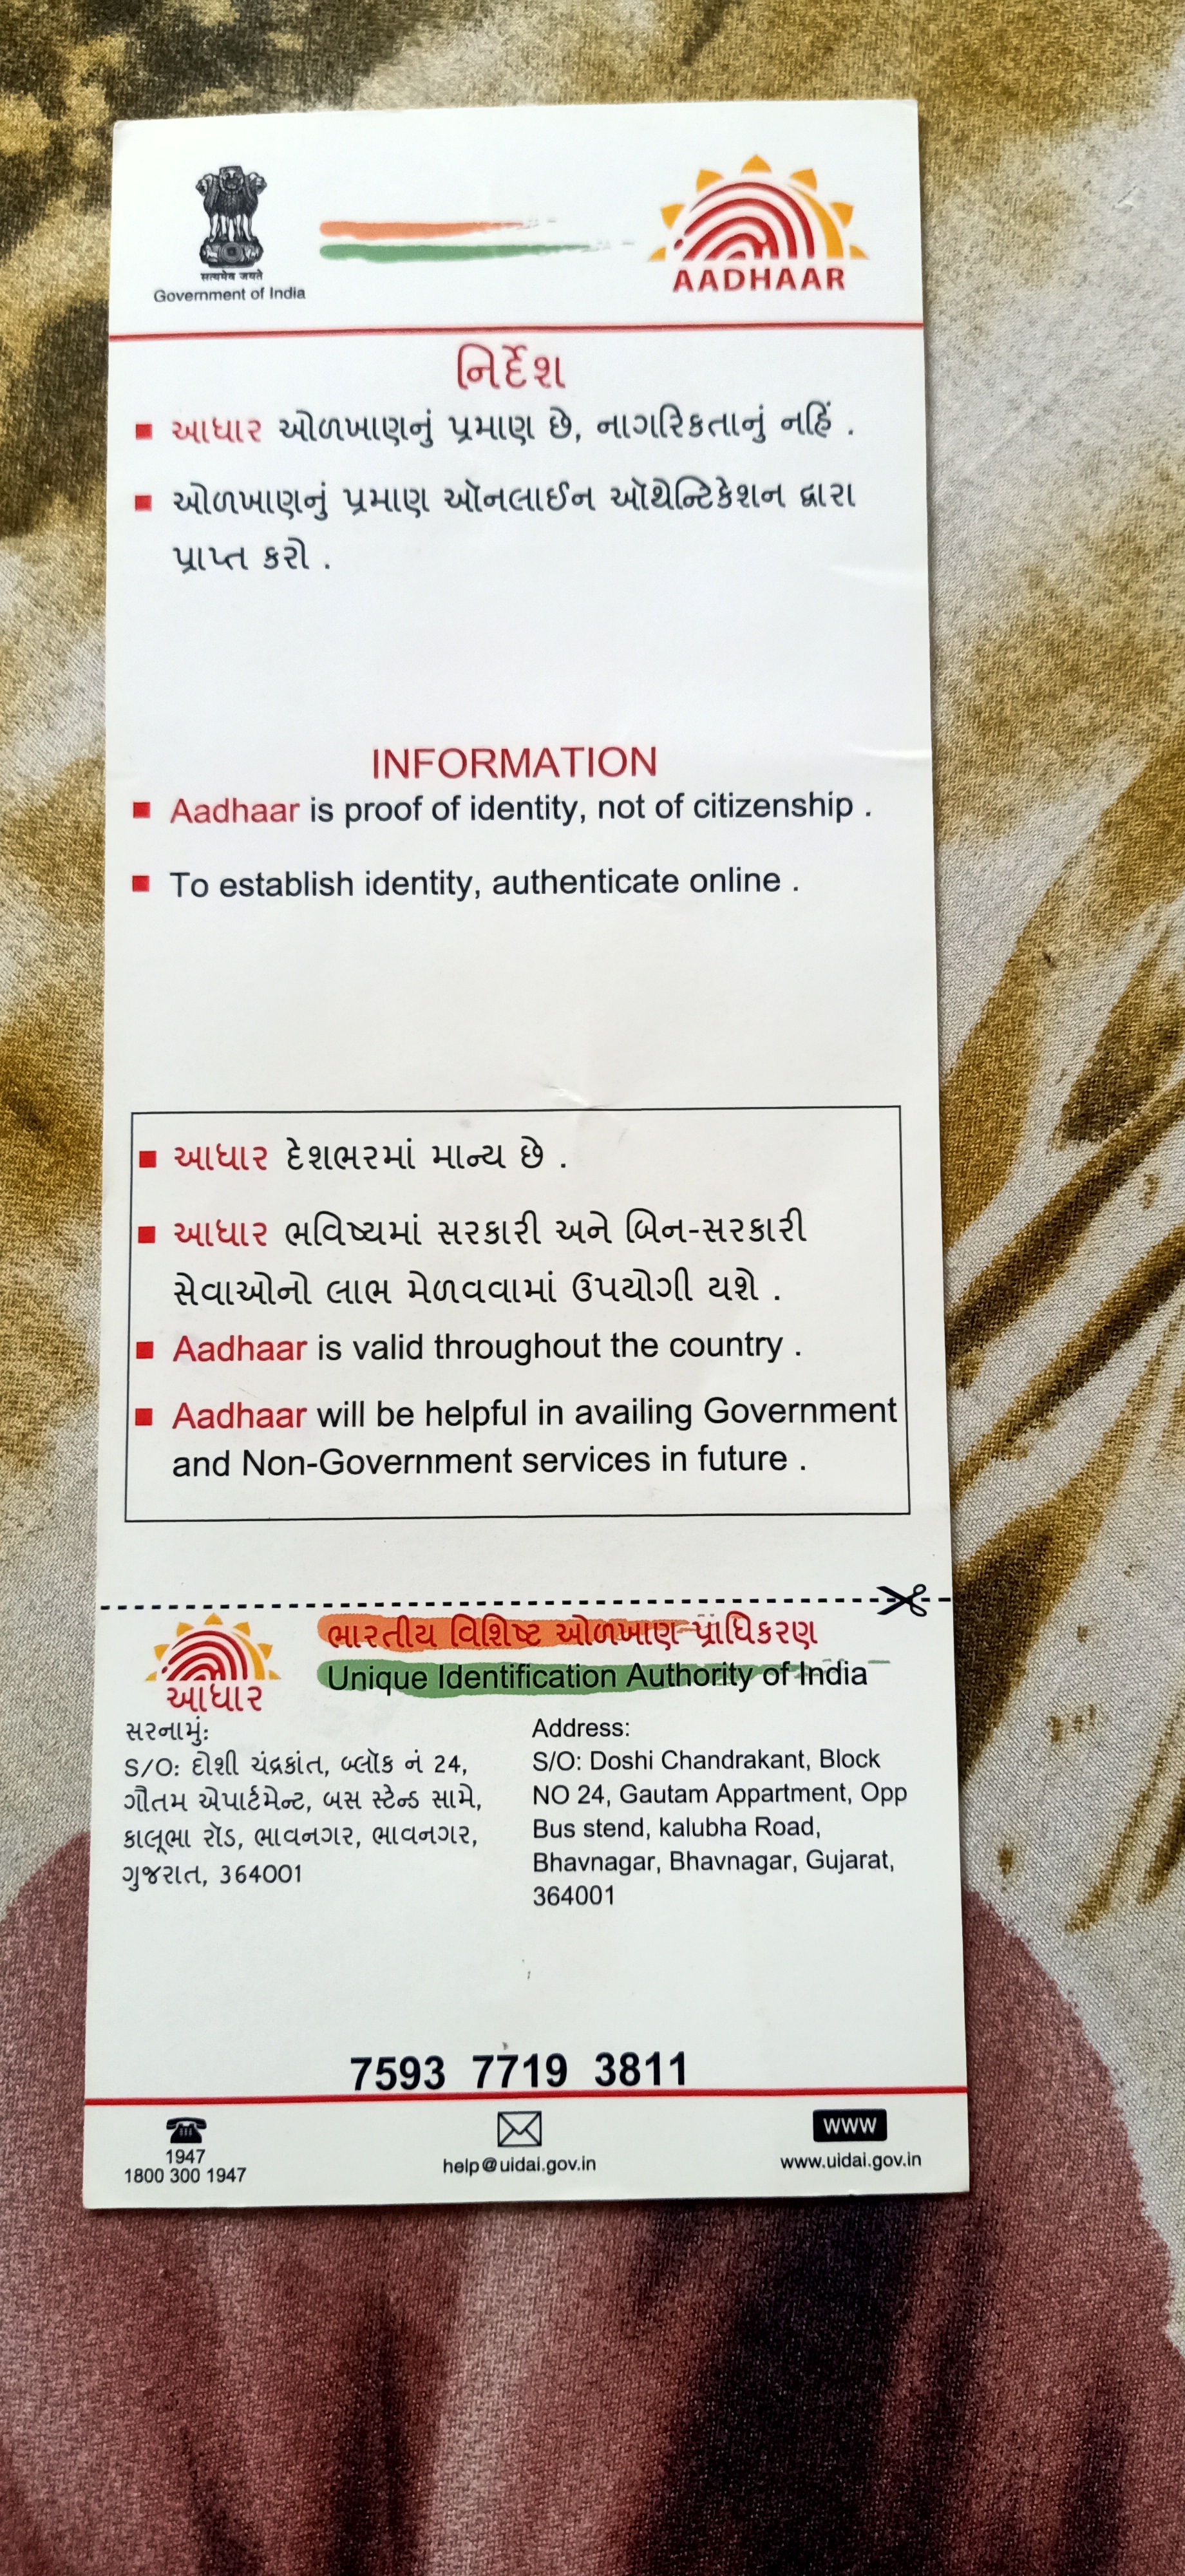 सत्यमेव जयते
Government of India
AADHAAR
નિર્દેશ
આધાર ઓળખાણનું પ્રમાણ છે, નાગરિકતાનું નહિં .
ઓળખાણનું પ્રમાણ ઑનલાઈન ઑથેન્ટિકેશન દ્વારા
પ્રાપ્ત કરો .
INFORMATION
Aadhaar is proof of identity, not of citizenship .
To establish identity, authenticate online .
આધાર દેશભરમાં માન્ય છે .
આધાર ભવિષ્યમાં સરકારી અને બિન-સરકારી
સેવાઓનો લાભ મેળવવામાં ઉપયોગી થશે .
Aadhaar is valid throughout the country .
Aadhaar will be helpful in availing Government
and Non-Government services in future .
ભારતીય વિશિષ્ટ ઓળખાણ પ્રાધિકરણ
Unique Identification Authority of India
આધાર
સરનામું:
S/O: દોશી ચંદ્રકાંત, બ્લૉક નં 24,
ગૌતમ એપાર્ટમેન્ટ, બસ સ્ટેન્ડ સામે,
કાલૂભા રૉડ, ભાવનગર, ભાવનગર,
ગુજરાત, 364001
Address:
S/O: Doshi Chandrakant, Block
NO 24, Gautam Appartment, Opp
Bus stend, kalubha Road,
Bhavnagar, Bhavnagar, Gujarat,
364001
7593 7719 3811
1947
1800 300 1947
help@uidai.gov.in
WWW
www.uidai.gov.in